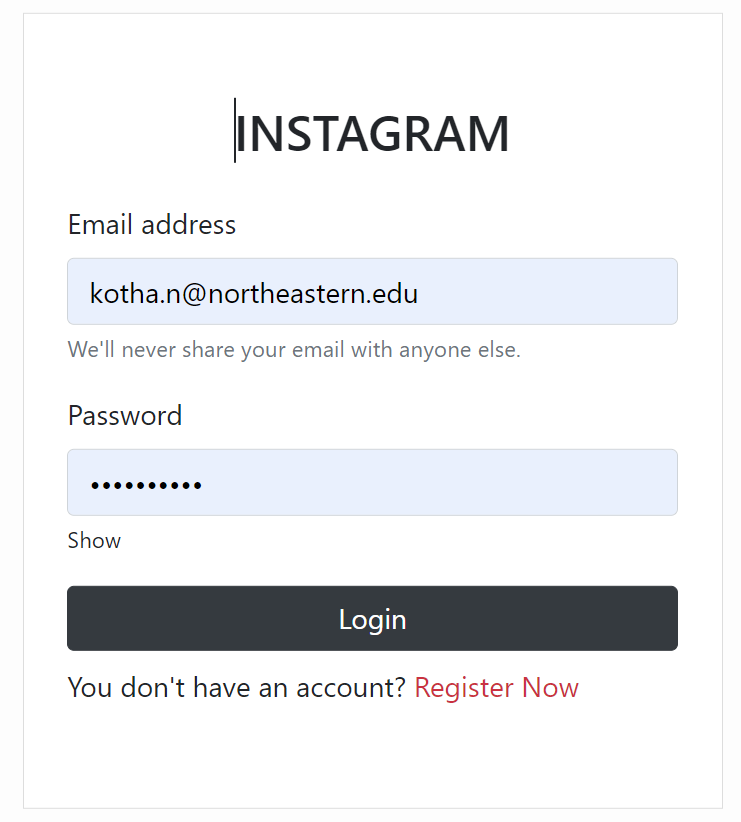 INSTAGRAM
Email address
kotha.n@northeastern.edu
We'll never share your email with anyone else.
Password
••••••••••
Show
Login
You don't have an account? Register Now